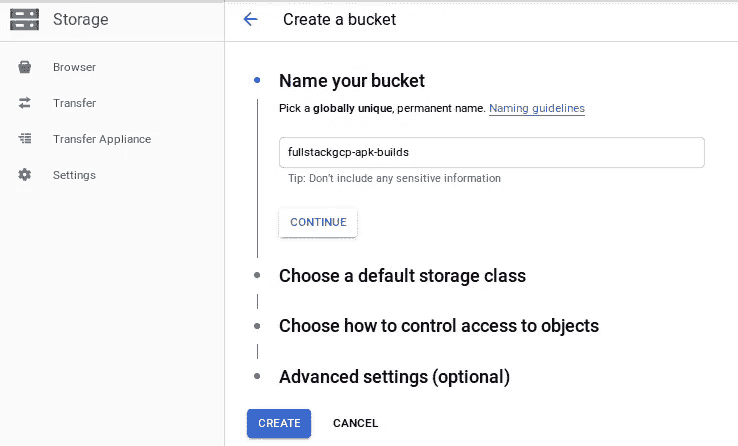 Storage
Browser
Transfer
Transfer Appliance
Settings
Create a bucket
Name your bucket
Pick a globally unique, permanent name. Naming guidelines
fullstackgcp-apk-builds
Tip: Don't include any sensitive information
CONTINUE
Choose a default storage class
Choose how to control access to objects
Advanced settings (optional)
CREATE CANCEL